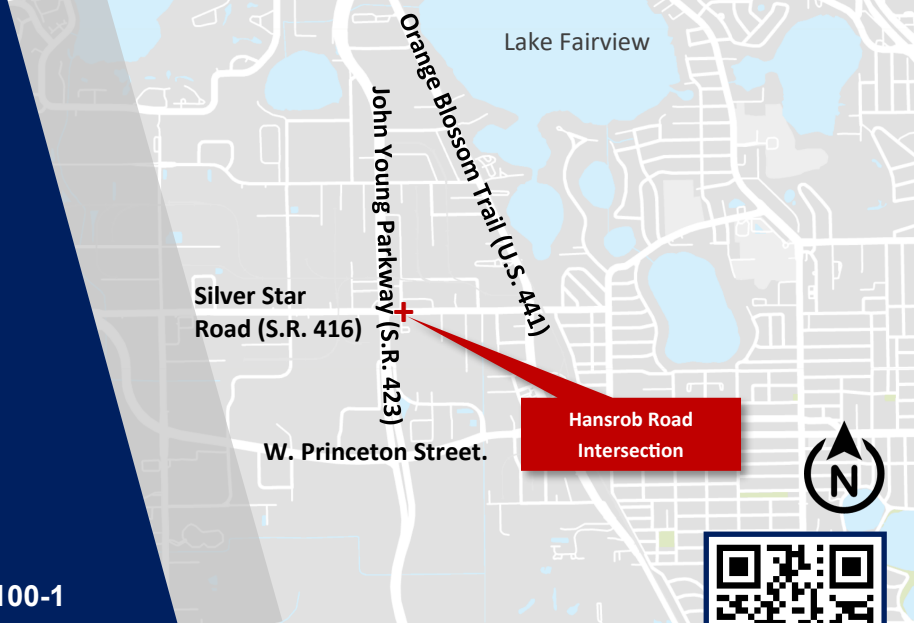 Lake Fairview
Orange Blossom Trail (U.S. 441)
John Young Parkway (S.R. 423)
Silver Star
Road (S.R. 416)
Hansrob Road
Intersection
W. Princeton Street.
N
100-1